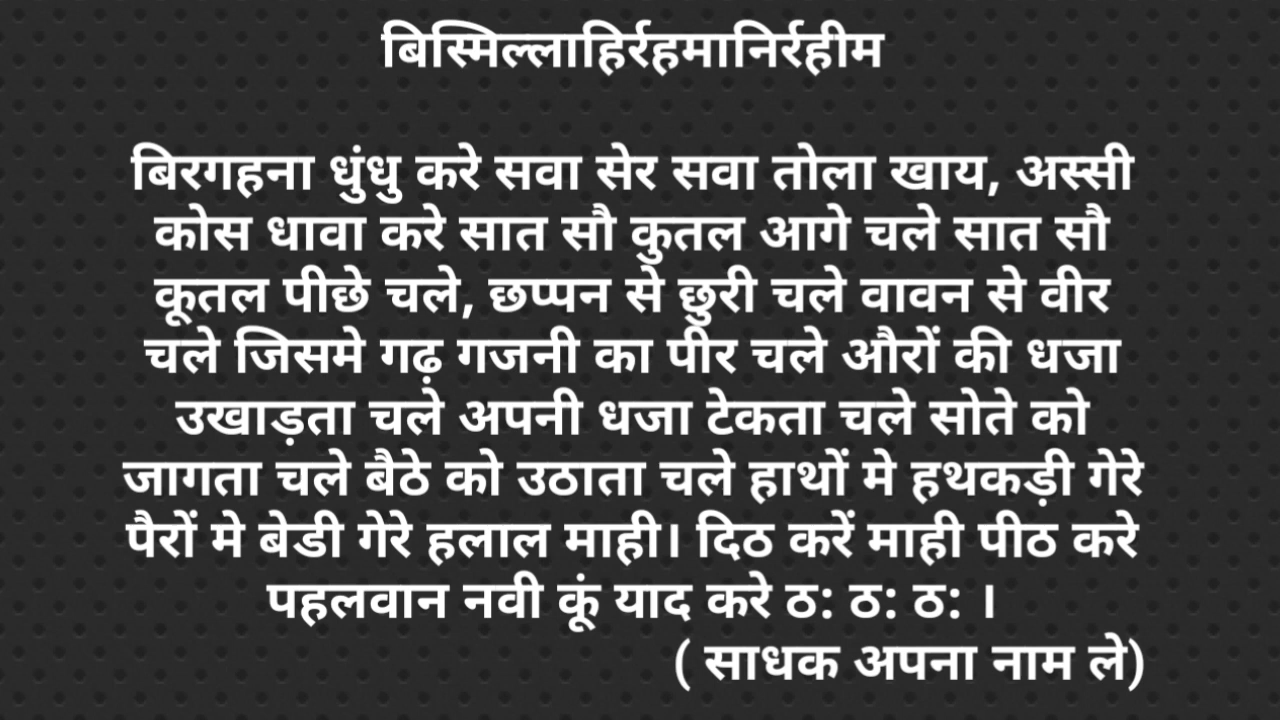 बिस्मिल्लाहिर्रहमानिर्रहीम
बिरगहना धुंधु करे सवा सेर सवा तोला खाय, अस्सी
कोस धावा करे सात सौ कुतल आगे चले सात सौ
कूतल पीछे चले, छप्पन से छुरी चले वावन से वीर
चले जिसमे गढ़ गजनी का पीर चले औरों की धजा
उखाड़ता चले अपनी धजा टेकता चले सोते को
जागता चले बैठे को उठाता चले हाथों मे हथकड़ी गेरे
पैरों मे बेडी गेरे हलाल माही। दिठ करें माही पीठ करे
पहलवान नवी कूं याद करे ठः ठः ठः ।
( साधक अपना नाम ले)